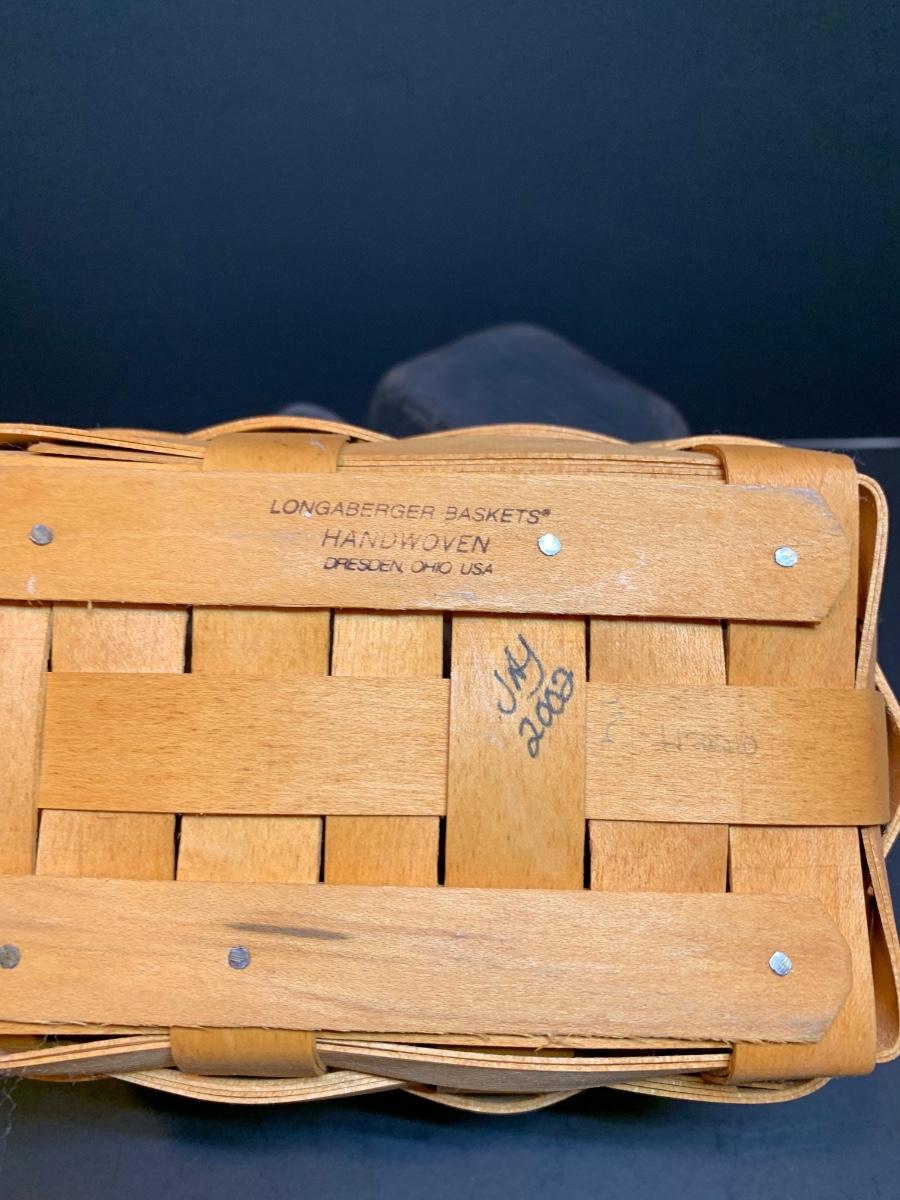 LONGABERGER BASKETS®
HANDWOVEN
DRESDEN, OHIO USA
JAY
2002